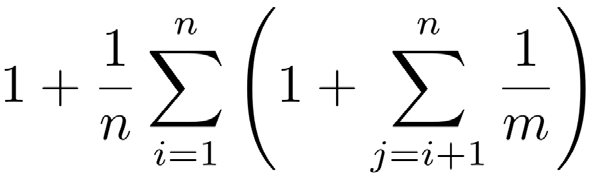 1 + \frac{1}{n} \sum_{i=1}^{n} \left( 1 + \sum_{j=i+1}^{n} \frac{1}{m} \right)